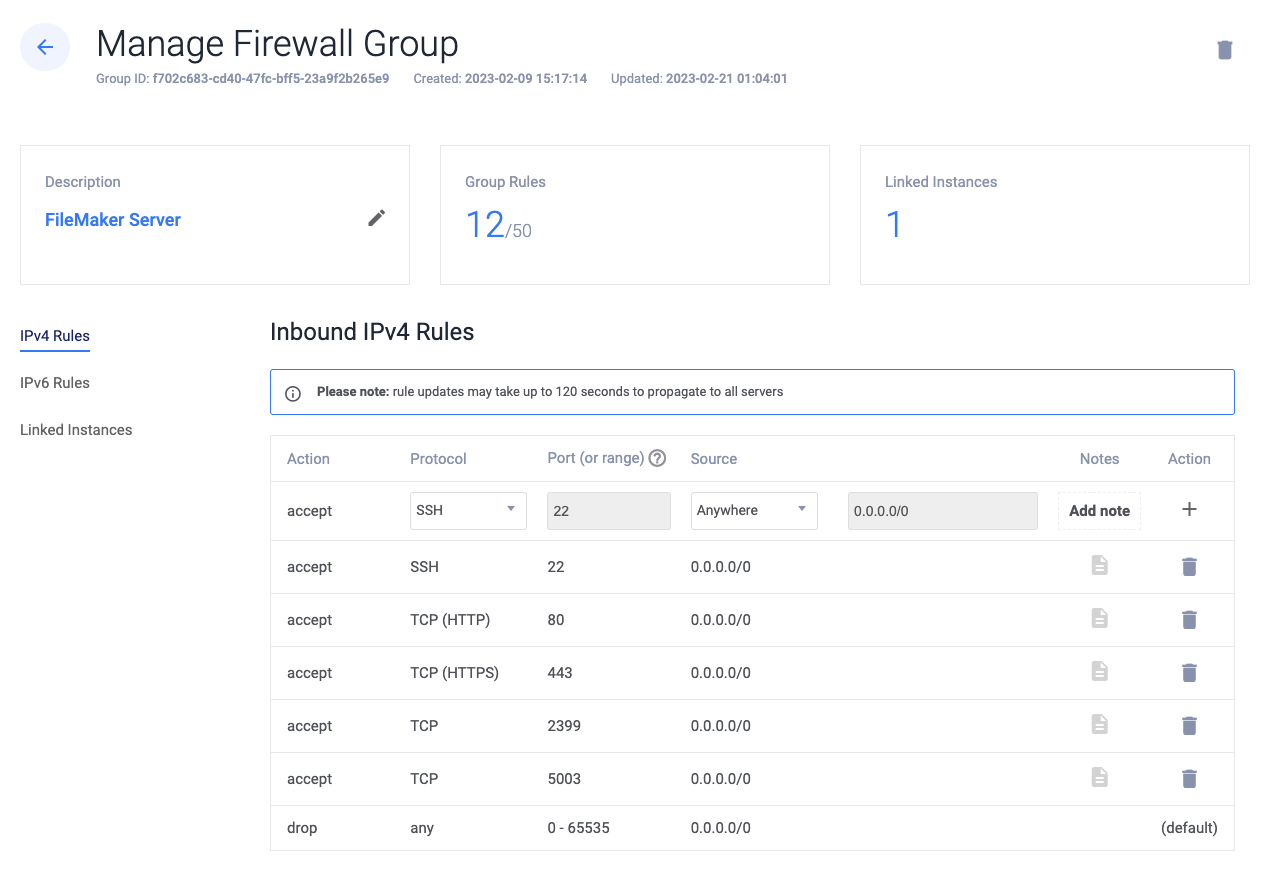 Manage Firewall Group
Group ID: f702c683-cd40-47fc-bff5-23a9f2b265e9 Created: 2023-02-09 15:17:14 Updated: 2023-02-21 01:04:01
Description
FileMaker Server
Group Rules
12/50
Linked Instances
1
IPv4 Rules
IPv6 Rules
Linked Instances
Inbound IPv4 Rules
Please note: rule updates may take up to 120 seconds to propagate to all servers
Action Protocol Port (or range) ? Source Notes Action
accept SSH 22 Anywhere 0.0.0.0/0 Add note +
accept SSH 22 0.0.0.0/0
accept TCP (HTTP) 80 0.0.0.0/0
accept TCP (HTTPS) 443 0.0.0.0/0
accept TCP 2399 0.0.0.0/0
accept TCP 5003 0.0.0.0/0
drop any 0 - 65535 0.0.0.0/0 (default)